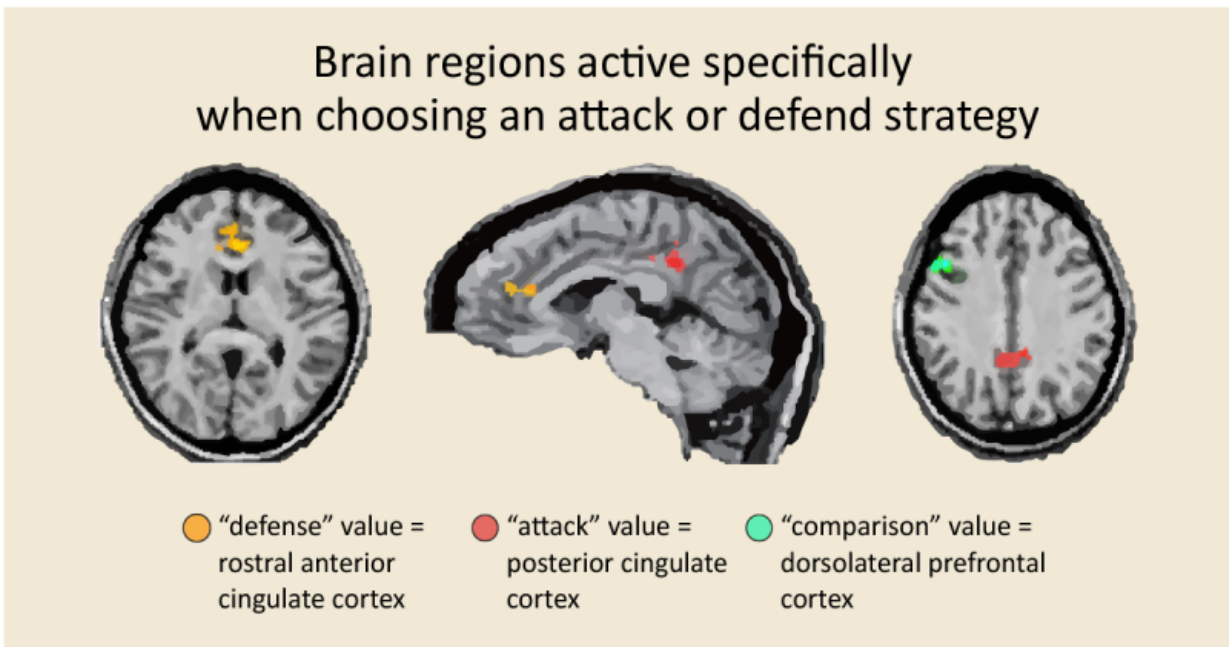 Brain regions active specifically
when choosing an attack or defend strategy
“defense” value =
rostral anterior
cingulate cortex
“attack” value =
posterior cingulate
cortex
“comparison” value =
dorsolateral prefrontal
cortex